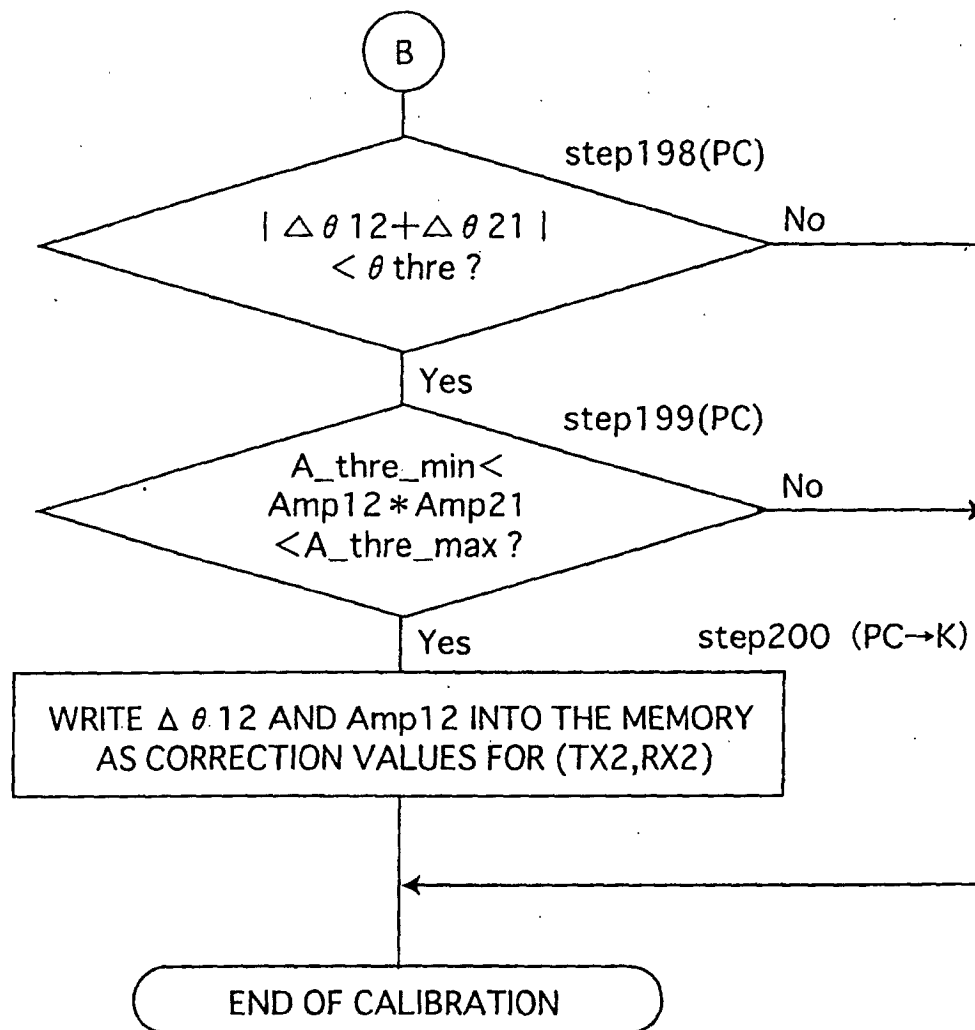 B
step198(PC)
| △θ12+△θ21 |
<θthre?
No
Yes
step199(PC)
A_thre_min<
Amp12*Amp21
<A_thre_max?
No
Yes
step200 (PC→K)
WRITE △θ12 AND Amp12 INTO THE MEMORY
AS CORRECTION VALUES FOR (TX2,RX2)
END OF CALIBRATION